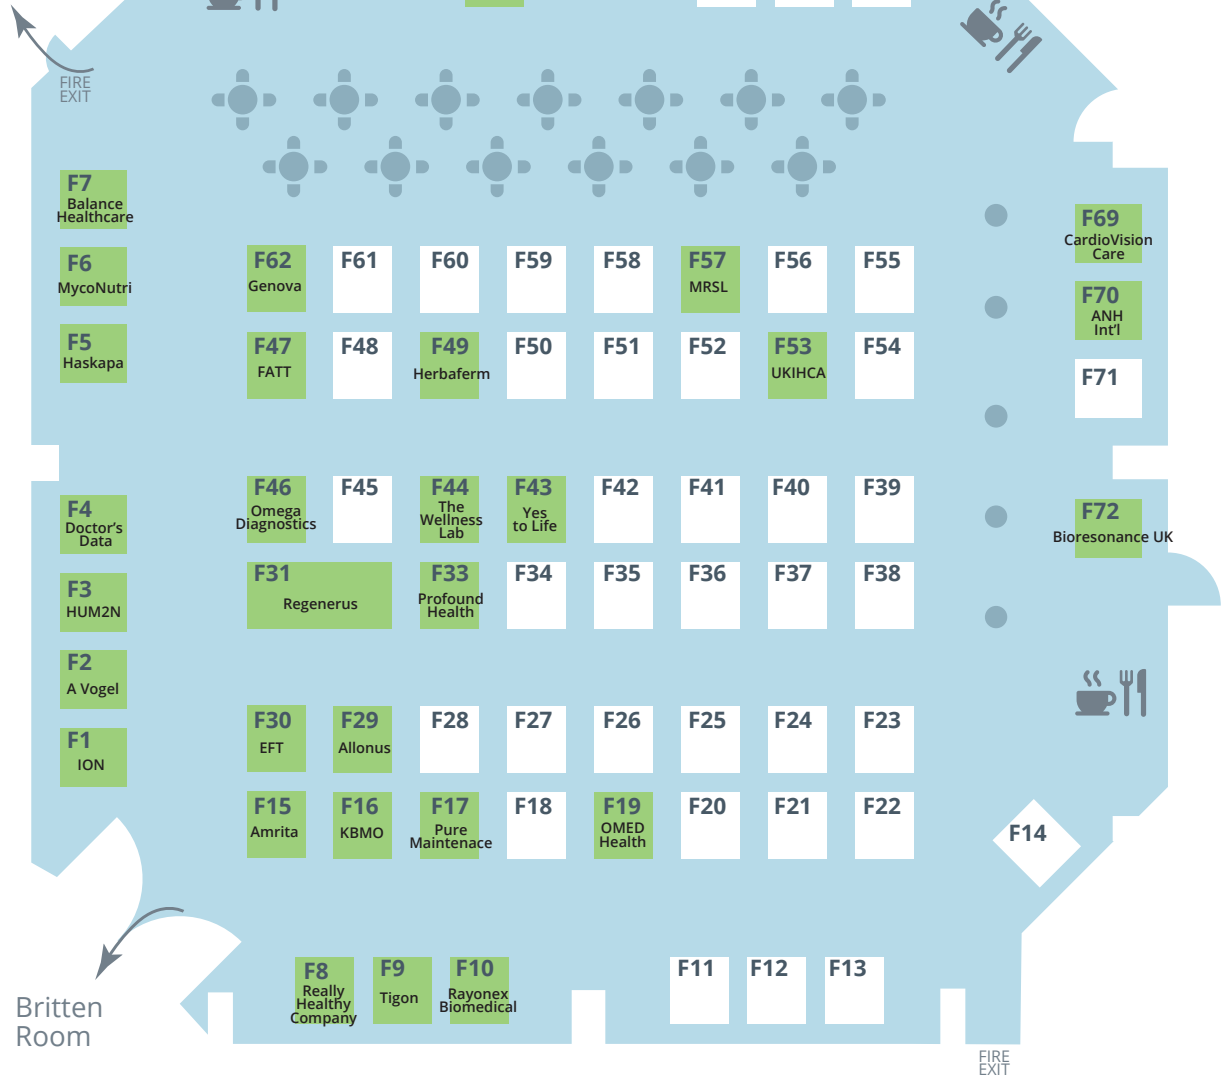 FIRE
EXIT
F7
Balance
Healthcare
F6
MycoNutri
F5
Haskapa
F69
CardioVision
Care
F70
ANH
Int'l
F71
F62
Genova
F61
F60
F59
F58
F57
MRSL
F56
F55
F47
FATT
F48
F49
Herbaferm
F50
F51
F52
F53
UKIHCA
F54
F4
Doctor's
Data
F3
HUM2N
F2
A Vogel
F1
ION
F46
Omega
Diagnostics
F45
F44
The
Wellness
Lab
F43
Yes
to Life
F42
F41
F40
F39
F72
Bioresonance UK
F31
Regenerus
F33
Profound
Health
F34
F35
F36
F37
F38
F30
EFT
F29
Allonus
F28
F27
F26
F25
F24
F23
F15
Amrita
F16
KBMO
F17
Pure
Maintenace
F18
F19
OMED
Health
F20
F21
F22
F14
F8
Really
Healthy
Company
F9
Tigon
F10
Rayonex
Biomedical
F11
F12
F13
Britten
Room
FIRE
EXIT